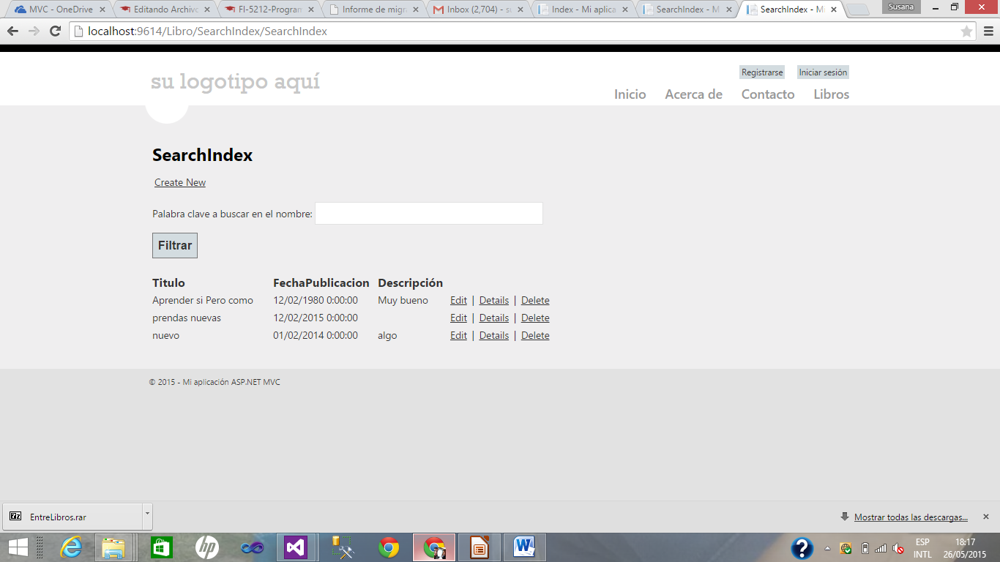 MVC - OneDrive
Editando Archivo
FI-5212-Program
Informe de migra
Inbox (2,704) - su
Index - Mi aplica
SearchIndex - M
SearchIndex - Mi
Susana
localhost:9614/Libro/SearchIndex/SearchIndex
su logotipo aquí
Registrarse Iniciar sesión
Inicio Acerca de Contacto Libros
SearchIndex
Create New
Palabra clave a buscar en el nombre:
Filtrar
Titulo FechaPublicacion Descripción
Aprender si Pero como 12/02/1980 0:00:00 Muy bueno Edit | Details | Delete
prendas nuevas 12/02/2015 0:00:00 Edit | Details | Delete
nuevo 01/02/2014 0:00:00 algo Edit | Details | Delete
© 2015 - Mi aplicación ASP.NET MVC
EntreLibros.rar
Mostrar todas las descargas...
ESP 18:17
INTL 26/05/2015